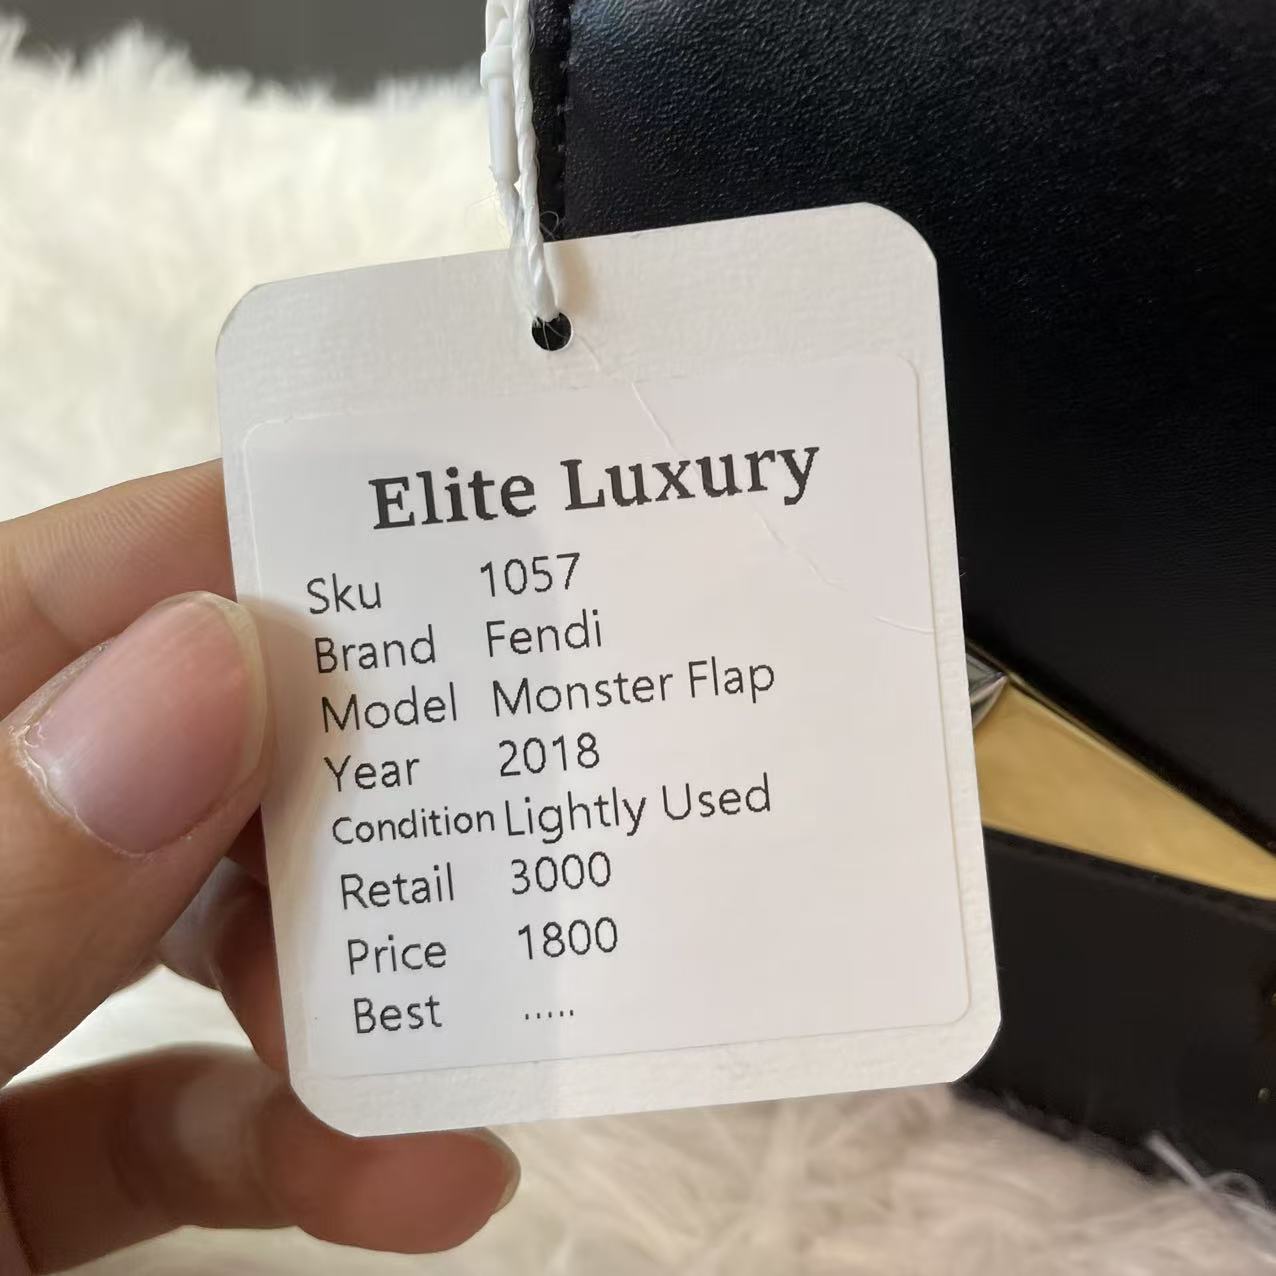 Elite Luxury
Sku 1057
Brand Fendi
Model Monster Flap
Year 2018
Condition Lightly Used
Retail 3000
Price 1800
Best .....